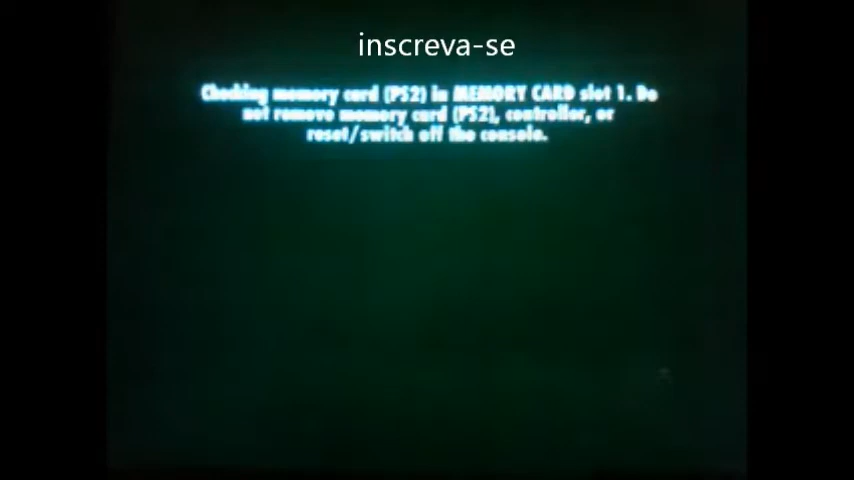 inscreva-se
Checking memory card (PS2) in MEMORY CARD slot 1. Do
not remove memory card (PS2), controller, or
reset/switch off the console.